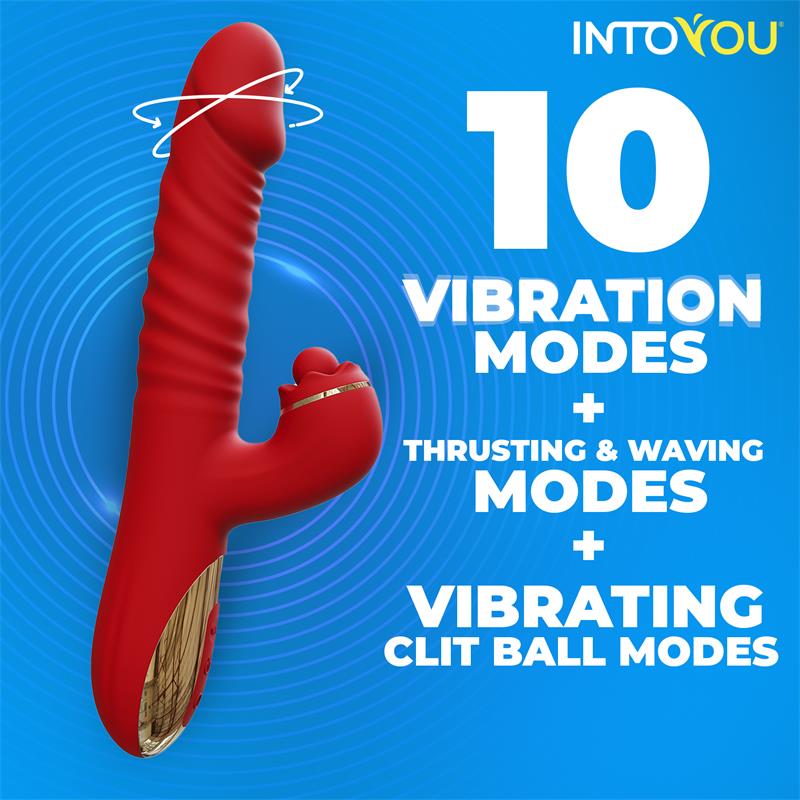 INTOYOU®
10
VIBRATION
MODES
+
THRUSTING & WAVING
MODES
+
VIBRATING
CLIT BALL MODES